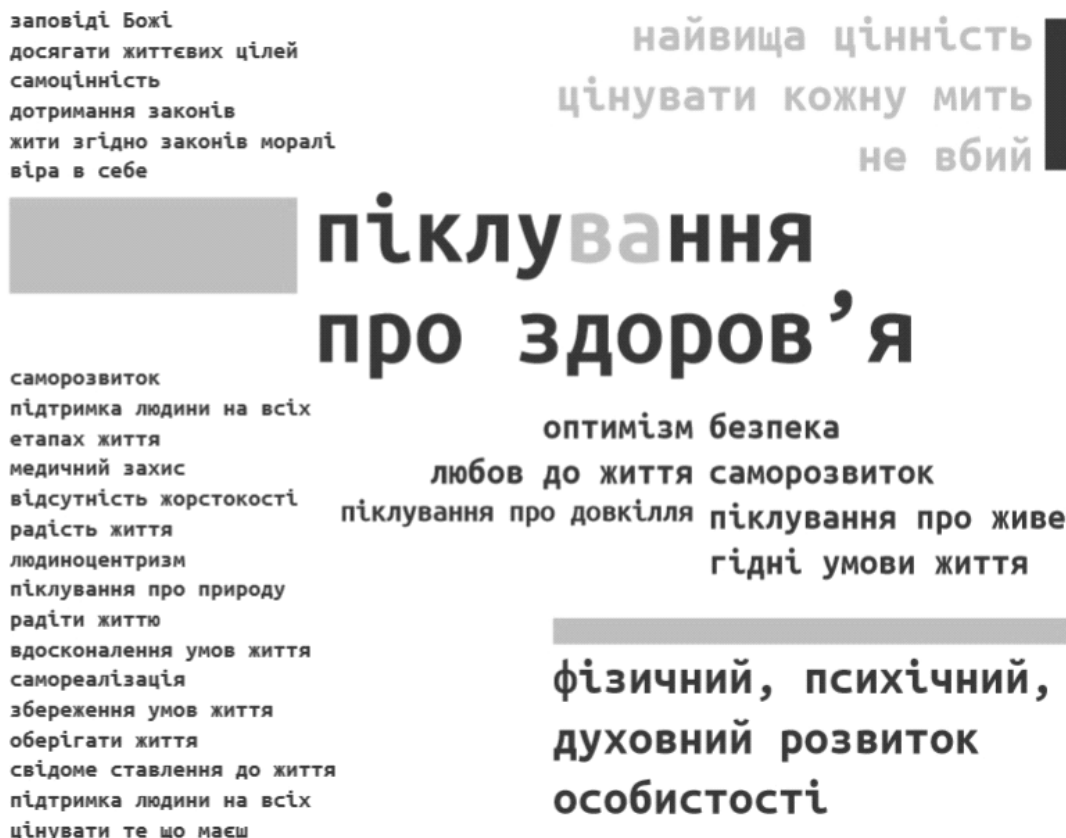 заповіді Божі
досягати життєвих цілей
самоцінність
дотримання законів
жити згідно законів моралі
віра в себе
найвища цінність
цінувати кожну мить
не вбий
піклування
про здоров’я
саморозвиток
підтримка людини на всіх
етапах життя
медичний захис
відсутність жорстокості
радість життя
людиноцентризм
піклування про природу
радіти життю
вдосконалення умов життя
самореалізація
збереження умов життя
оберігати життя
свідоме ставлення до життя
підтримка людини на всіх
цінувати те що маєш
оптимізм
любов до життя
піклування про довкілля
безпека
саморозвиток
піклування про живе
гідні умови життя
фізичний, психічний,
духовний розвиток
особистості